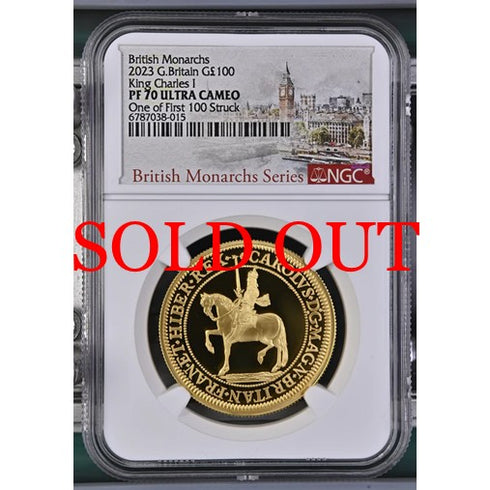 British Monarchs
2023 G.Britain G£100
King Charles I
PF 70 ULTRA CAMEO
One of First 100 Struck
6787038-015
British Monarchs Series NGC®
SOLD OUT
CAROLVS·D:G·MAGN·BRITAN·FRAN·ET·HIBER·REX